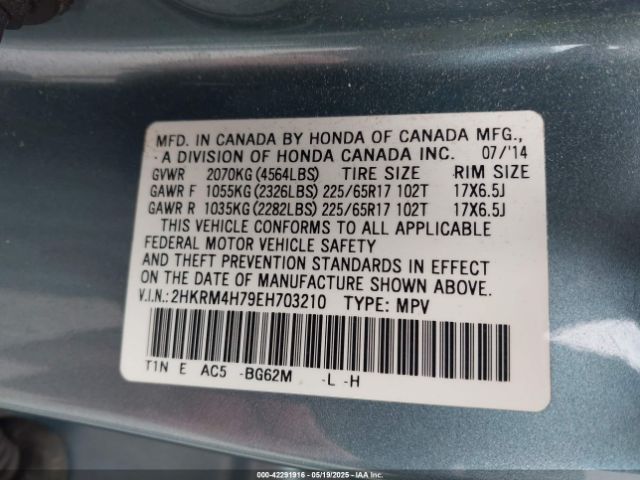 MFD. IN CANADA BY HONDA OF CANADA MFG.,
A DIVISION OF HONDA CANADA INC. 07/'14
GVWR 2070KG (4564LBS) TIRE SIZE RIM SIZE
GAWR F 1055KG (2326LBS) 225/65R17 102T 17X6.5J
GAWR R 1035KG (2282LBS) 225/65R17 102T 17X6.5J
THIS VEHICLE CONFORMS TO ALL APPLICABLE
FEDERAL MOTOR VEHICLE SAFETY
AND THEFT PREVENTION STANDARDS IN EFFECT
ON THE DATE OF MANUFACTURE SHOWN ABOVE.
V.I.N.: 2HKRM4H79EH703210 TYPE: MPV
T1N E AC5 -BG62M -L -H
000-42291916 - 05/19/2025 - IAACLARKE